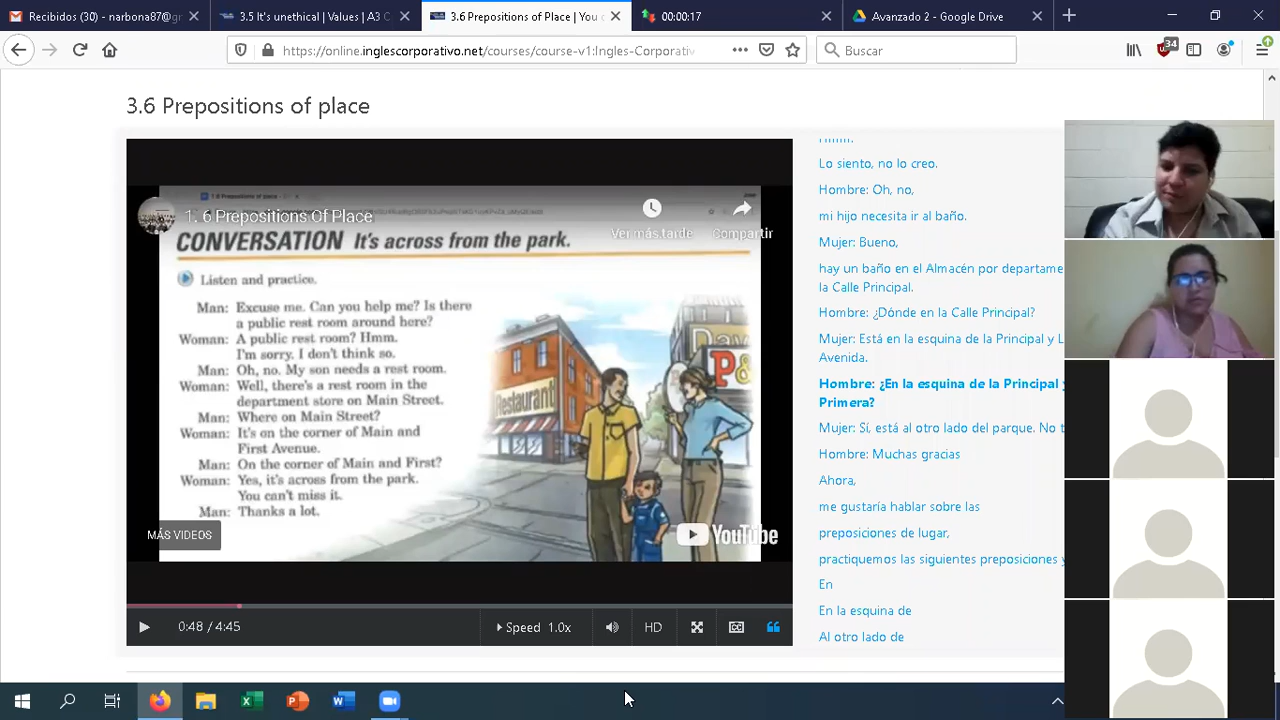 Recibidos (30) - narbona87@gr
3.5 It's unethical | Values | A3 C
3.6 Prepositions of Place | You c
00:00:17
Avanzado 2 - Google Drive
https://online.inglescorporativo.net/courses/course-v1:Ingles-Corporativ
Buscar
34
3.6 Prepositions of place
1. 6 Prepositions Of Place
Ver más tarde
Compartir
CONVERSATION It's across from the park.
Listen and practice.
Man: Excuse me. Can you help me? Is there
a public rest room around here?
Woman: A public rest room? Hmm.
I'm sorry. I don't think so.
Man: Oh, no. My son needs a rest room.
Woman: Well, there's a rest room in the
department store on Main Street.
Man: Where on Main Street?
Woman: It's on the corner of Main and
First Avenue.
Man: On the corner of Main and First?
Woman: Yes, it's across from the park.
You can't miss it.
Man: Thanks a lot.
Restaurant
P&
MÁS VIDEOS
YouTube
0:48 / 4:45
Speed 1.0x
HD
CC
Lo siento, no lo creo.
Hombre: Oh, no,
mi hijo necesita ir al baño.
Mujer: Bueno,
hay un baño en el Almacén por departame
la Calle Principal.
Hombre: ¿Dónde en la Calle Principal?
Mujer: Está en la esquina de la Principal y L
Avenida.
Hombre: ¿En la esquina de la Principal y
Primera?
Mujer: Sí, está al otro lado del parque. No t
Hombre: Muchas gracias
Ahora,
me gustaría hablar sobre las
preposiciones de lugar,
practiquemos las siguientes preposiciones y
En
En la esquina de
Al otro lado de